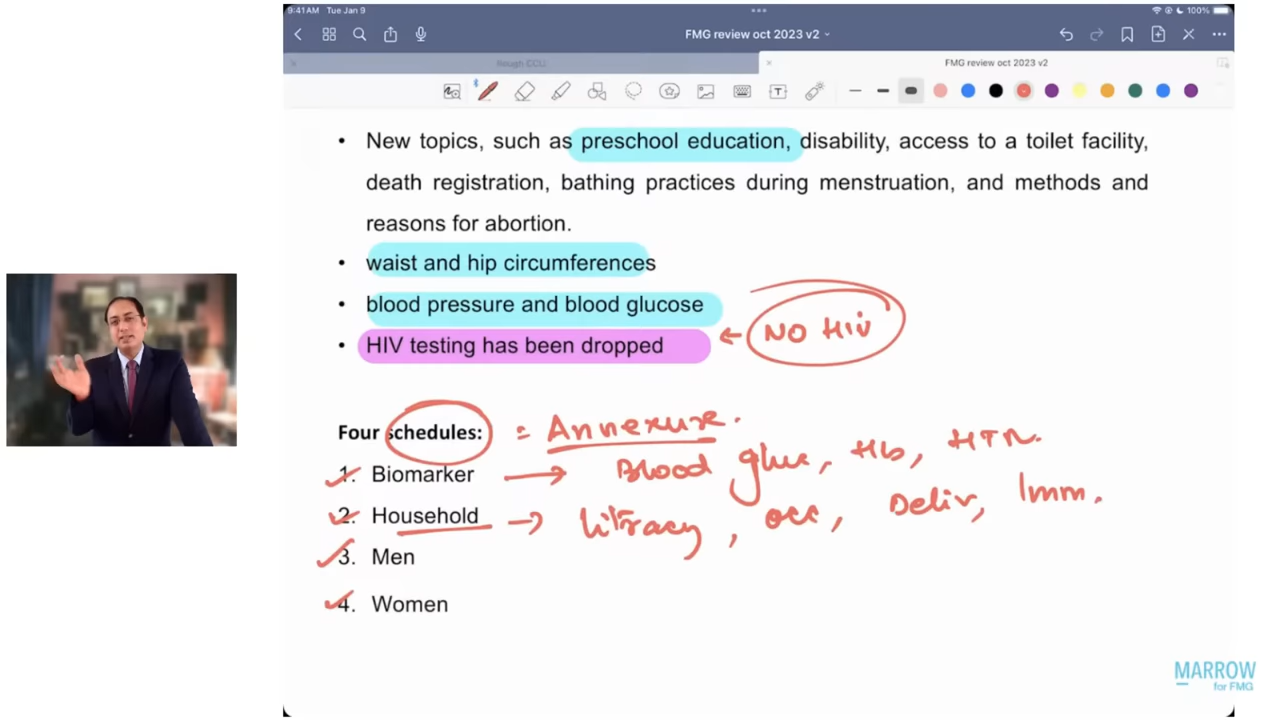 9:41 AM Tue Jan 9
100%
FMG review oct 2023 v2
Rough CCU
FMG review oct 2023 v2
T
• New topics, such as preschool education, disability, access to a toilet facility,
death registration, bathing practices during menstruation, and methods and
reasons for abortion.
• waist and hip circumferences
• blood pressure and blood glucose
• HIV testing has been dropped ← NO HIV
Four schedules: = Annexure.
1. Biomarker → Blood gluc, Hb, HTN.
2. Household → literacy, occ, Deliv, Imm.
3. Men
4. Women
MARROW
for FMG